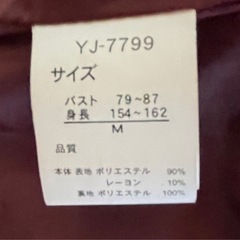 YJ-7799
サイズ
バスト 79~87
身長 154~162
M
品質
本体 表地 ポリエステル 90%
レーヨン 10%
裏地 ポリエステル 100%